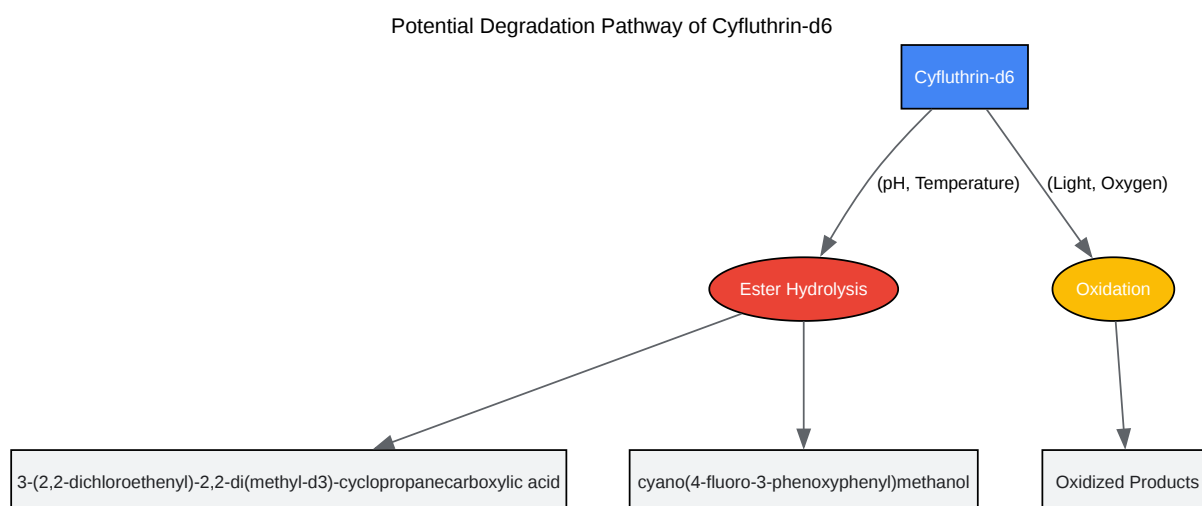 Potential Degradation Pathway of Cyfluthrin-d6
Cyfluthrin-d6
(pH, Temperature)
(Light, Oxygen)
Ester Hydrolysis
Oxidation
3-(2,2-dichloroethenyl)-2,2-di(methyl-d3)-cyclopropanecarboxylic acid
cyano(4-fluoro-3-phenoxyphenyl)methanol
Oxidized Products